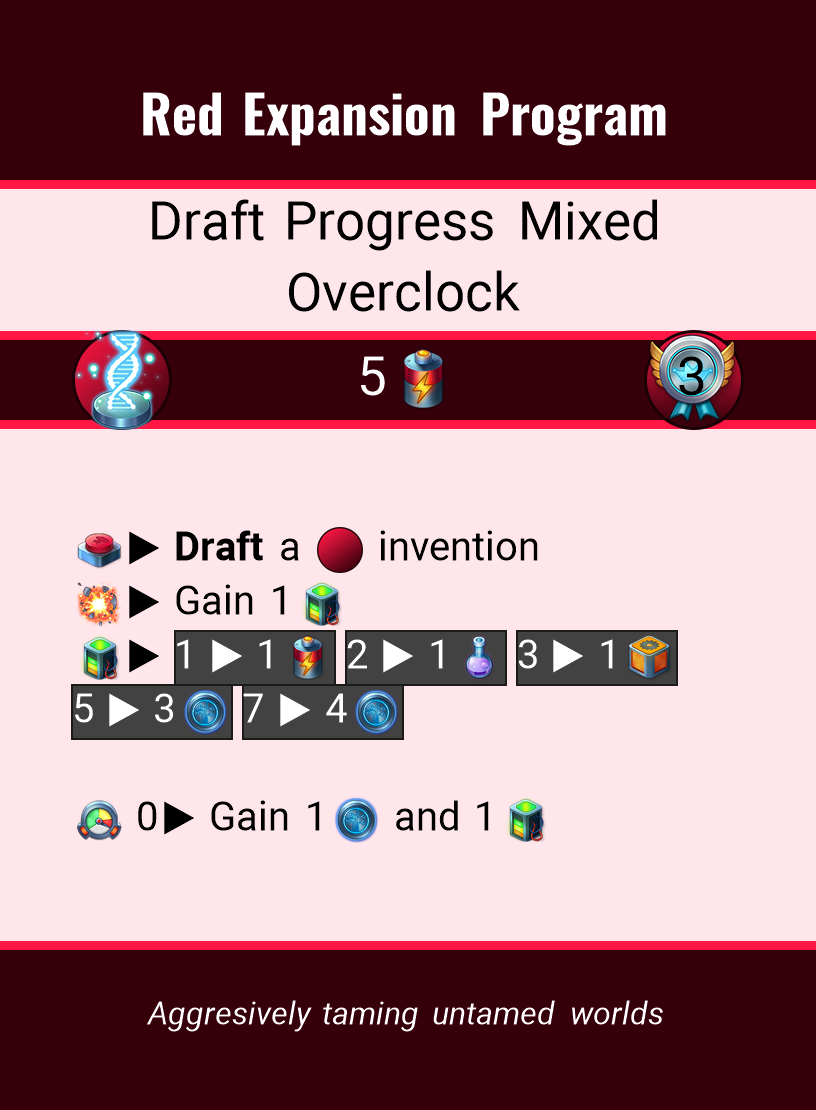 Red Expansion Program
Draft Progress Mixed
Overclock
5
3
▶ Draft a invention
▶ Gain 1
▶ 1 ▶ 1 2 ▶ 1 3 ▶ 1
5 ▶ 3 7 ▶ 4
0▶ Gain 1 and 1
Aggresively taming untamed worlds